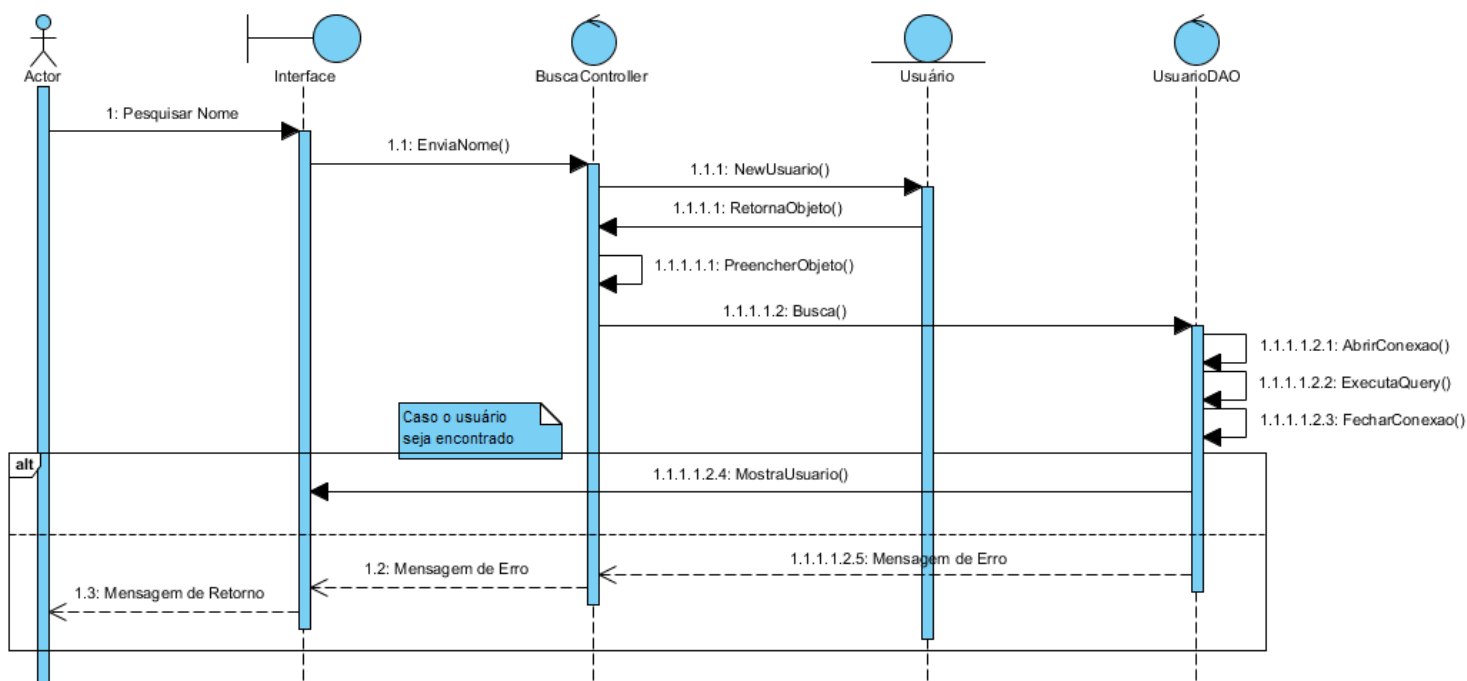 Actor
Interface
BuscaController
Usuário
UsuarioDAO
1: Pesquisar Nome
1.1: EnviaNome()
1.1.1: NewUsuario()
1.1.1.1: RetornaObjeto()
1.1.1.1.1: PreencherObjeto()
1.1.1.1.2: Busca()
1.1.1.1.2.1: AbrirConexao()
1.1.1.1.2.2: ExecutaQuery()
1.1.1.1.2.3: FecharConexao()
Caso o usuário
seja encontrado
alt
1.1.1.1.2.4: MostraUsuario()
1.1.1.1.2.5: Mensagem de Erro
1.2: Mensagem de Erro
1.3: Mensagem de Retorno